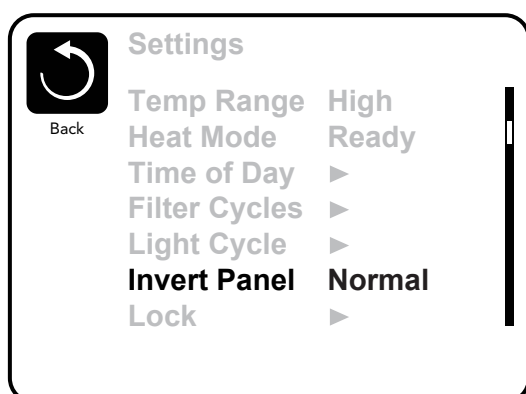 Settings
Back
Temp Range High
Heat Mode Ready
Time of Day ►
Filter Cycles ►
Light Cycle ►
Invert Panel Normal
Lock ►